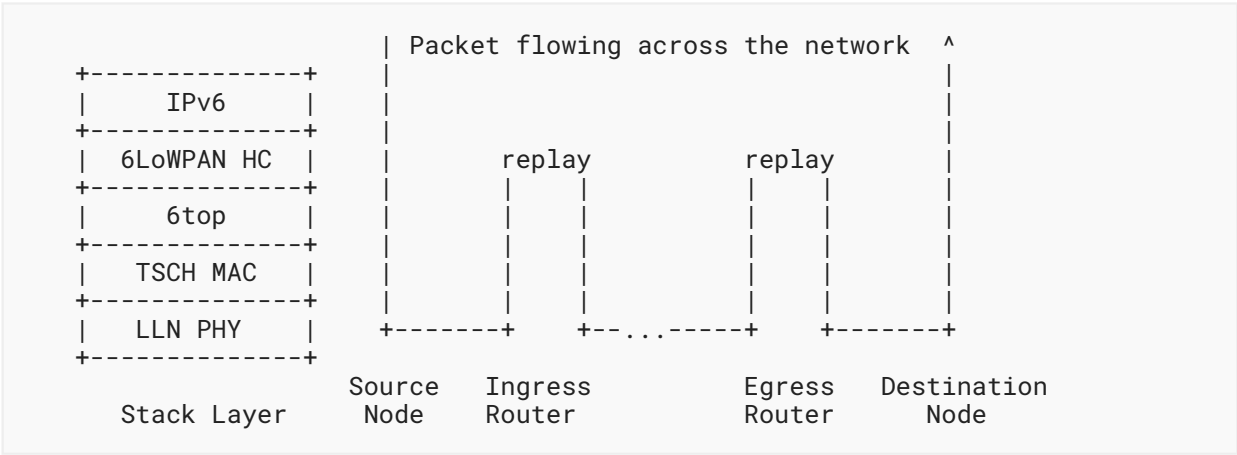 | Packet flowing across the network ^
+--------------+ | |
| IPv6 | | |
+--------------+ | |
| 6LoWPAN HC | | replay replay |
+--------------+ | | | | | |
| 6top | | | | | | |
+--------------+ | | | | | |
| TSCH MAC | | | | | | |
+--------------+ | | | | | |
| LLN PHY | +-------+ +--...-----+ +-------+
+--------------+
Source Ingress Egress Destination
Stack Layer Node Router Router Node